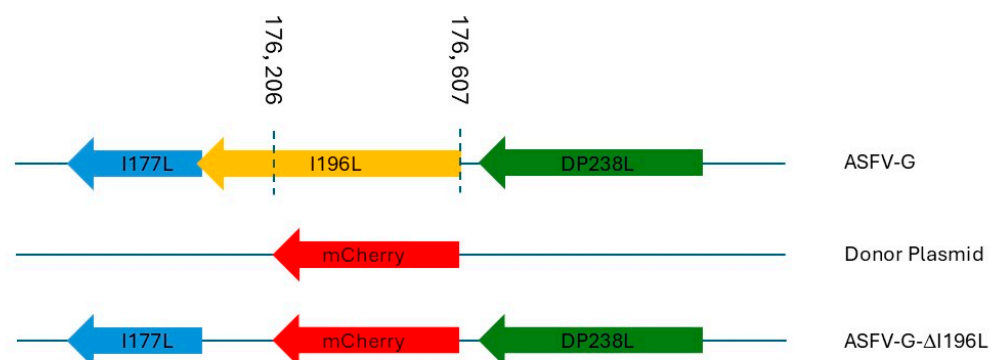 176, 206
176, 607
I177L
I196L
DP238L
ASFV-G
mCherry
Donor Plasmid
I177L
mCherry
DP238L
ASFV-G-ΔI196L